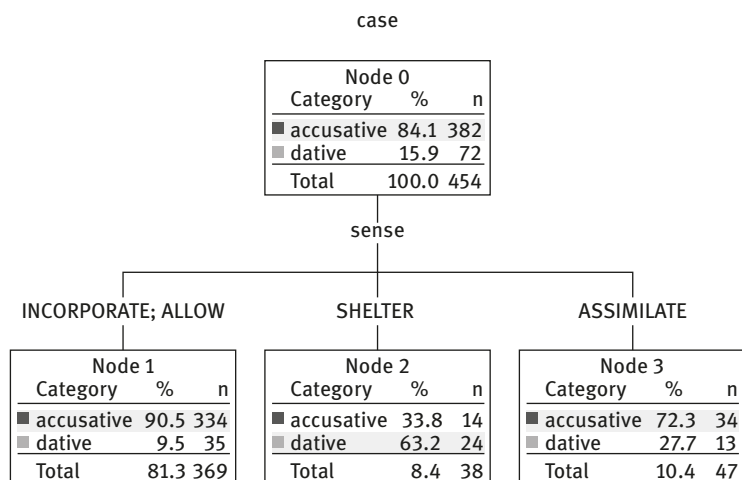 case
Node 0
Category % n
accusative 84.1 382
dative 15.9 72
Total 100.0 454
sense
INCORPORATE; ALLOW
SHELTER
ASSIMILATE
Node 1
Category % n
accusative 90.5 334
dative 9.5 35
Total 81.3 369
Node 2
Category % n
accusative 33.8 14
dative 63.2 24
Total 8.4 38
Node 3
Category % n
accusative 72.3 34
dative 27.7 13
Total 10.4 47